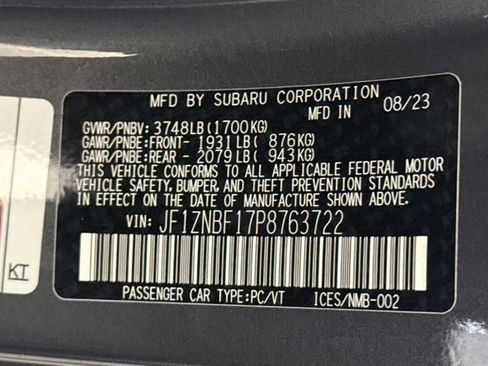 MFD BY SUBARU CORPORATION
MFD IN 08/23
GVWR/PNBV: 3748LB(1700KG)
GAWR/PNBE:FRONT- 1931LB( 876KG)
GAWR/PNBE:REAR - 2079LB( 943KG)
THIS VEHICLE CONFORMS TO ALL APPLICABLE FEDERAL MOTOR
VEHICLE SAFETY, BUMPER, AND THEFT PREVENTION STANDARDS
IN EFFECT ON THE DATE OF MANUFACTURE SHOWN ABOVE.
VIN: JF1ZNBF17P8763722
PASSENGER CAR TYPE:PC/VT ICES/NMB-002
KI